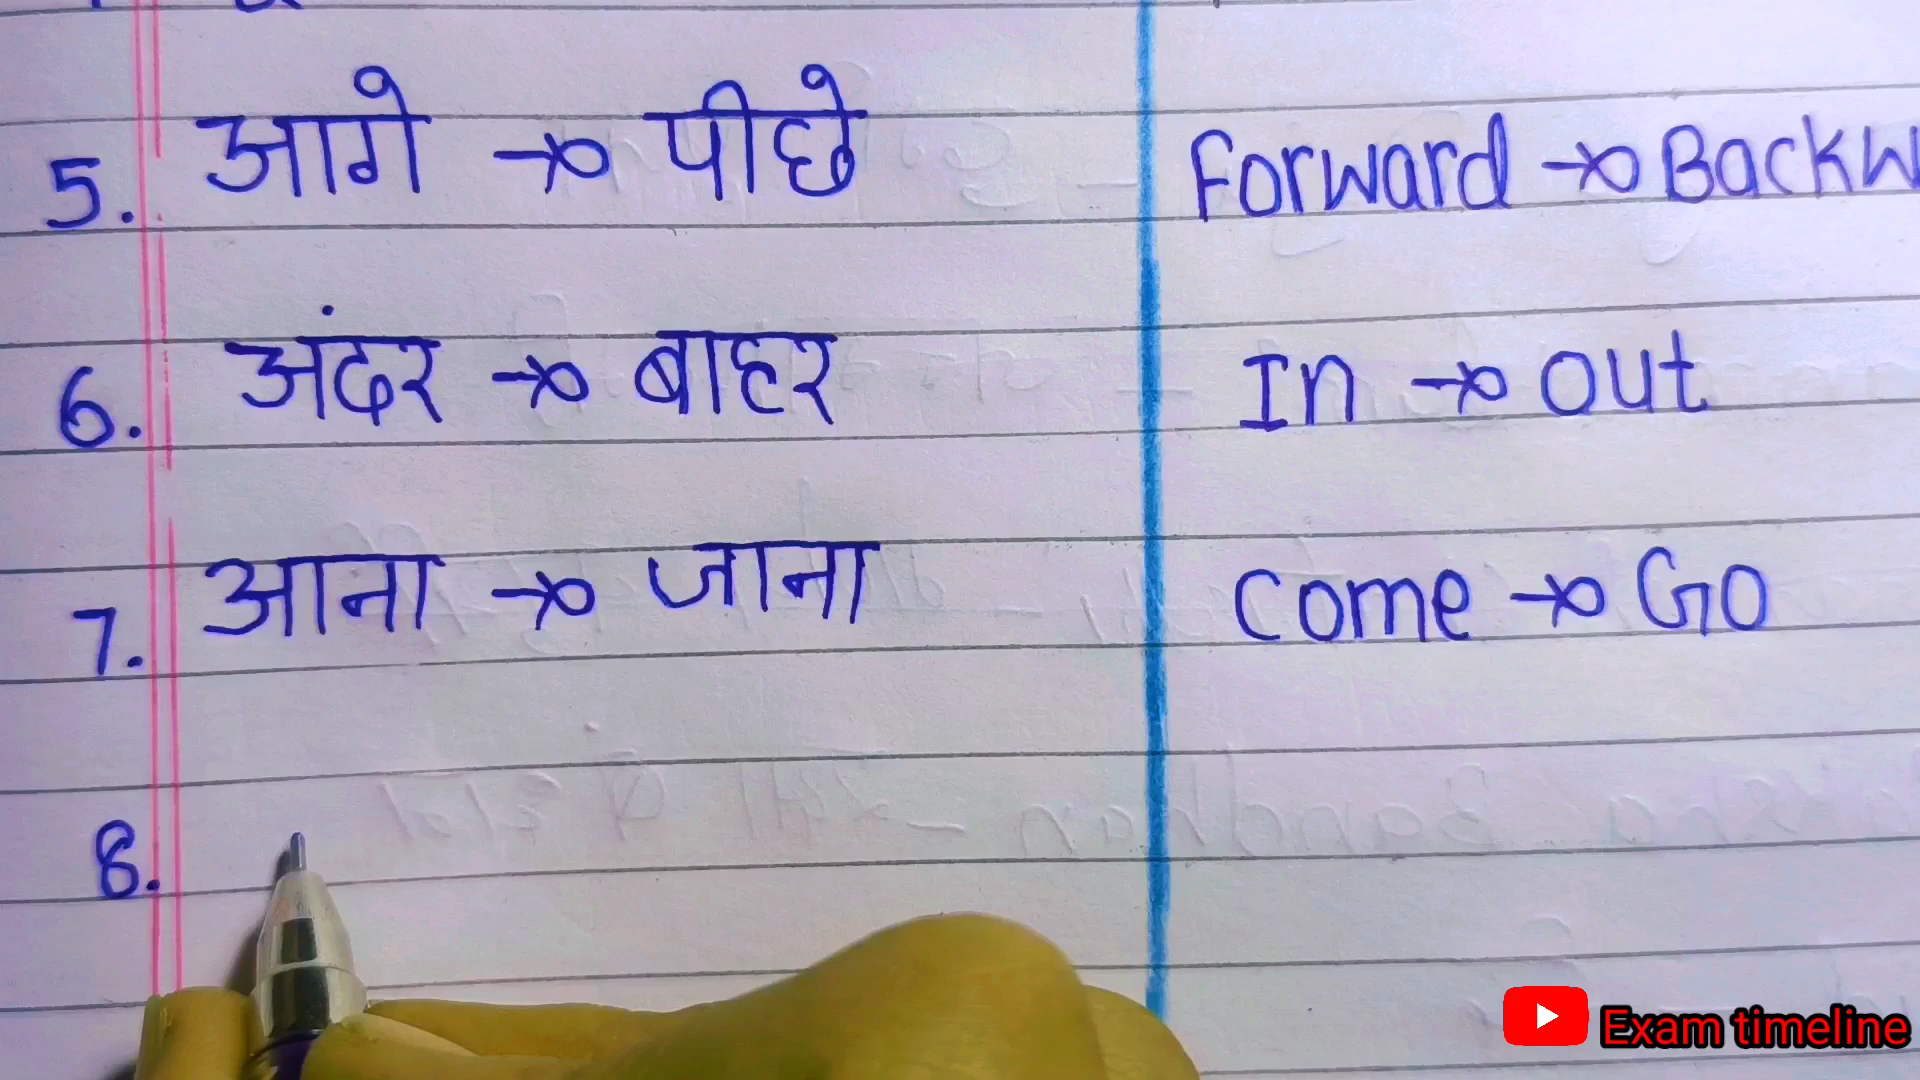 5. आगे → पीछे Forward → Backw
6. अंदर → बाहर In → out
7. आना → जाना Come → Go
8.
Exam timeline